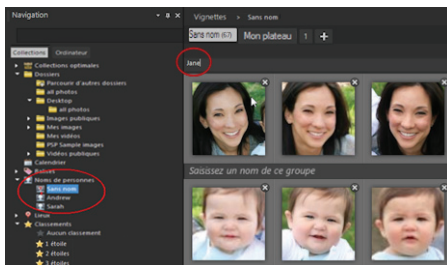 Navigation
Vignettes > Sans nom
Sans nom (67) Mon plateau 1 +
Collections Ordinateur
Jane
Collections optimales
Dossiers
Parcourir d'autres dossiers
all photos
Desktop
all photos
Images publiques
Mes images
Mes vidéos
PSP Sample images
Vidéos publiques
Calendrier
Balises
Noms de personnes
Sans nom
Andrew
Sarah
Lieux
Classements
Aucun classement
1 étoile
2 étoiles
3 étoiles
Saisissez un nom de ce groupe